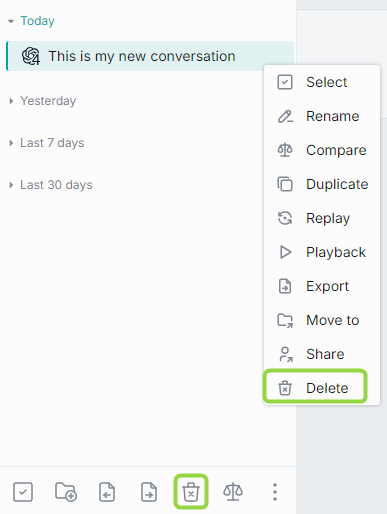 Today
4 This is my new conversation
Yesterday
Last 7 days
Last 30 days
Select
Rename
Compare
Duplicate
Replay
Playback
Export
Move to
Share
Delete